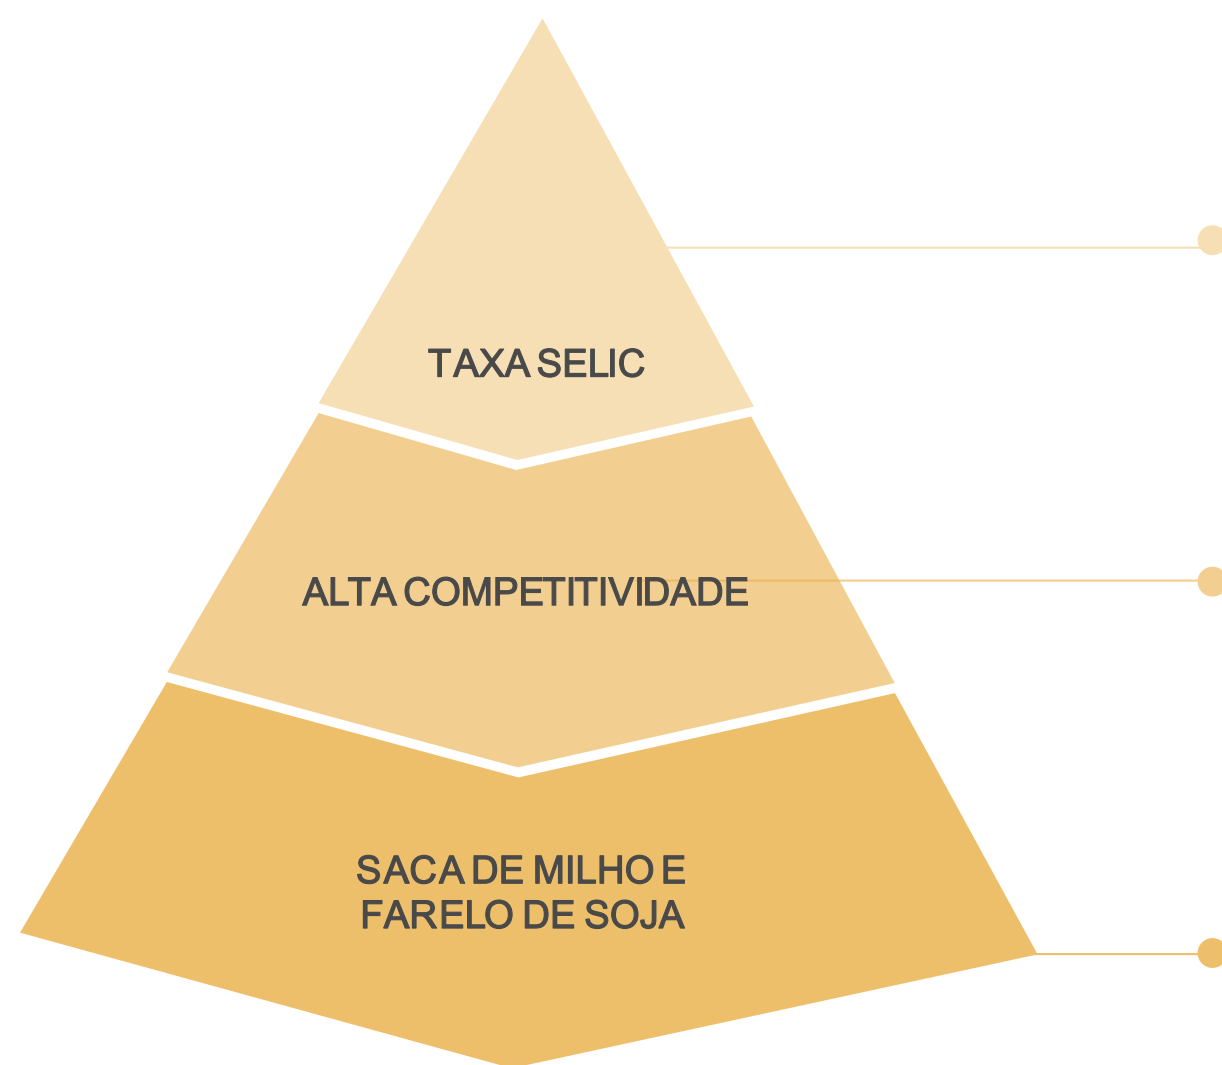 TAXA SELIC
ALTA COMPETITIVIDADE
SACA DE MILHO E
FARELO DE SOJA